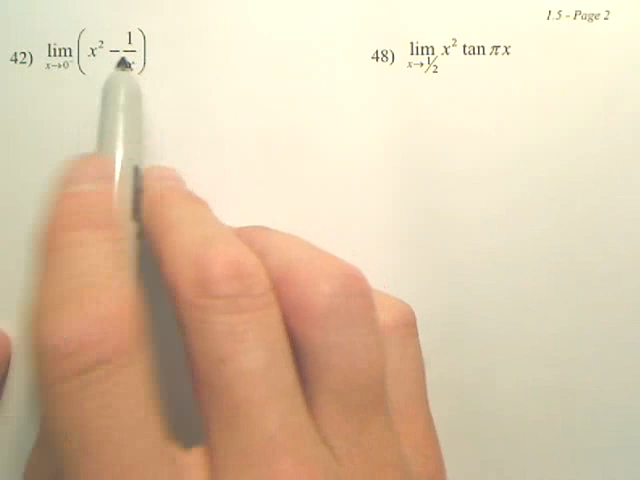 1.5 - Page 2
42) lim x→0⁻ (x² − 1/x)
48) lim x→1/2 x² tan πx